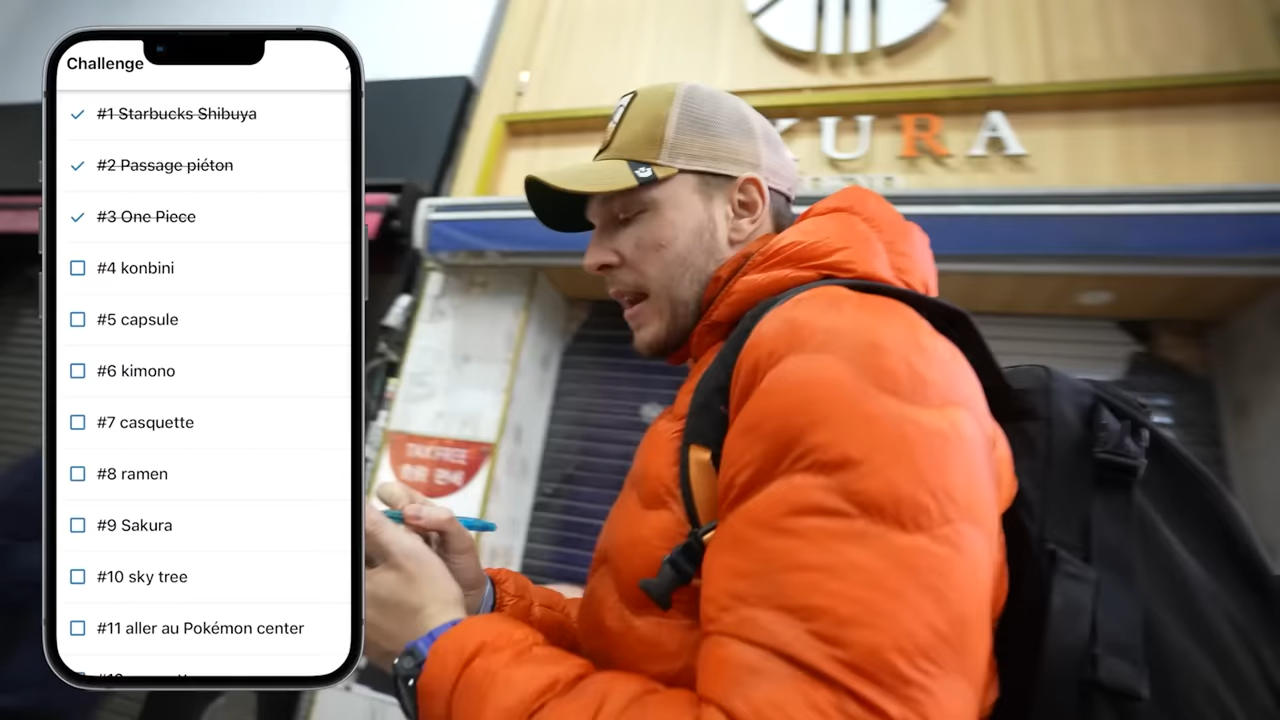 Challenge
#1 Starbucks Shibuya
#2 Passage piéton
#3 One Piece
#4 konbini
#5 capsule
#6 kimono
#7 casquette
#8 ramen
#9 Sakura
#10 sky tree
#11 aller au Pokémon center
URA
TAX FREE